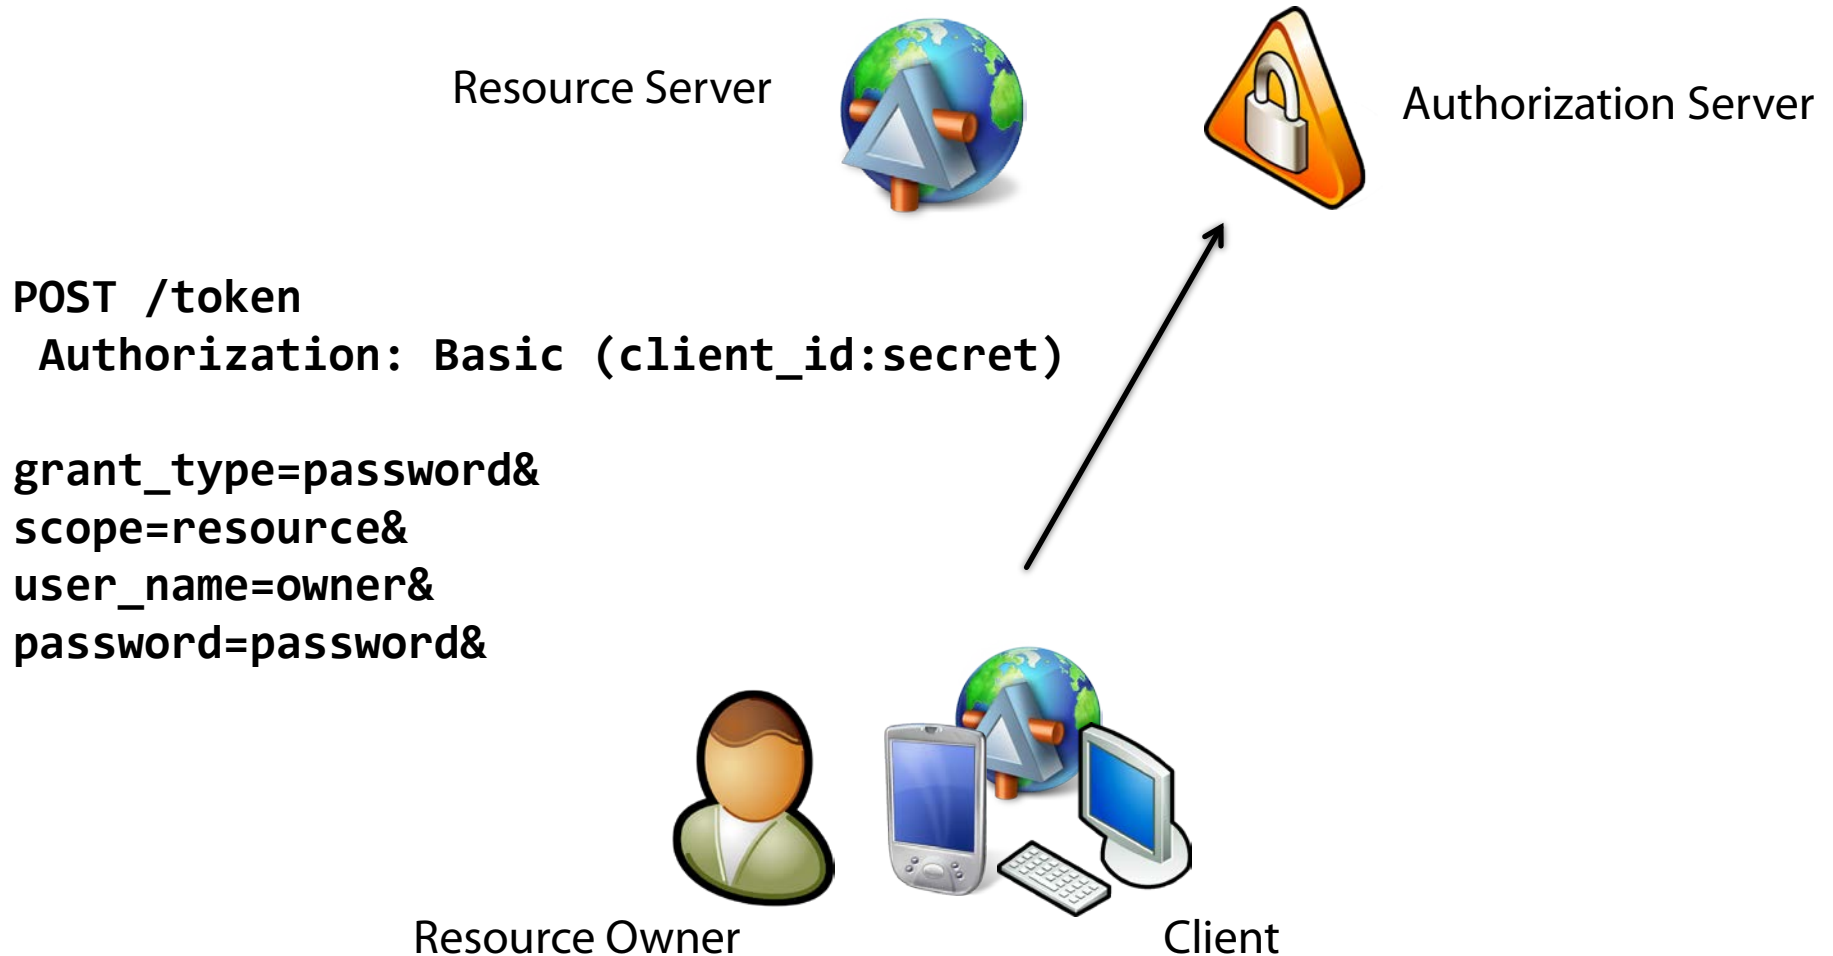 Resource Server
Authorization Server
POST /token
Authorization: Basic (client_id:secret)
grant_type=password&
scope=resource&
user_name=owner&
password=password&
Resource Owner
Client